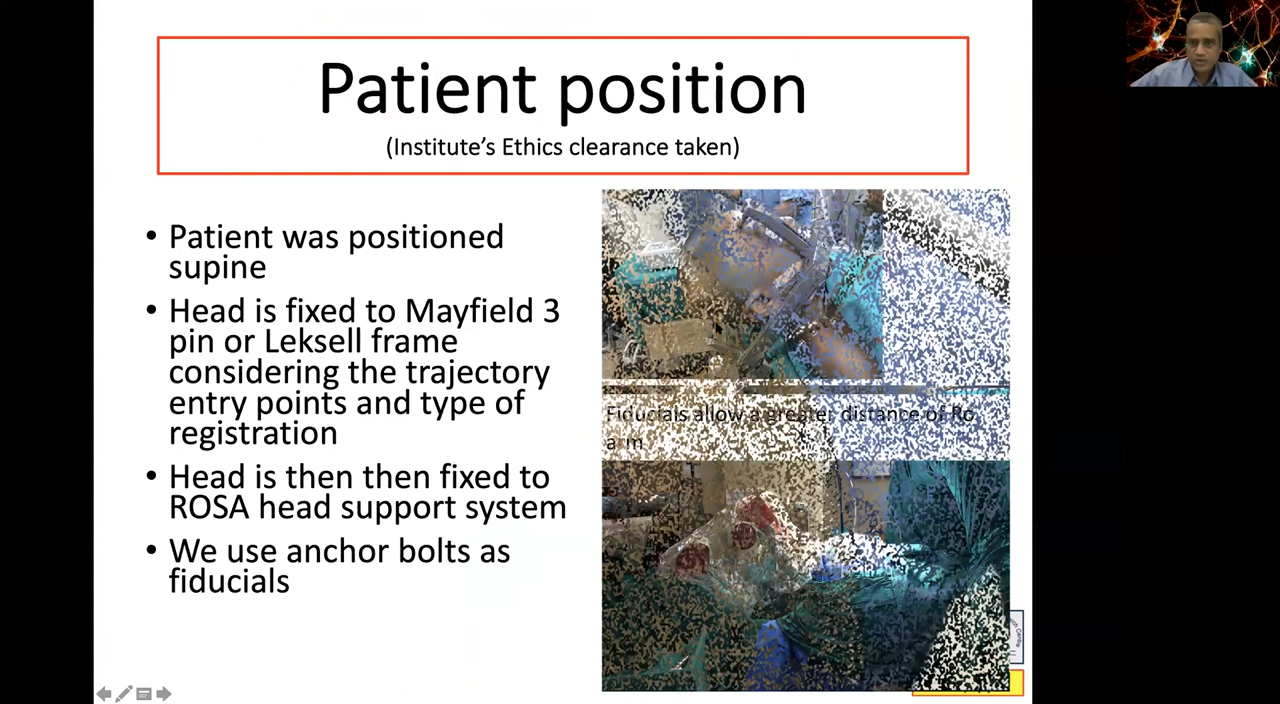 Patient position
(Institute's Ethics clearance taken)
• Patient was positioned
supine
• Head is fixed to Mayfield 3
pin or Leksell frame
considering the trajectory
entry points and type of
registration
• Head is then then fixed to
ROSA head support system
• We use anchor bolts as
fiducials
Fiducials allow a greater distance of Ro
arm